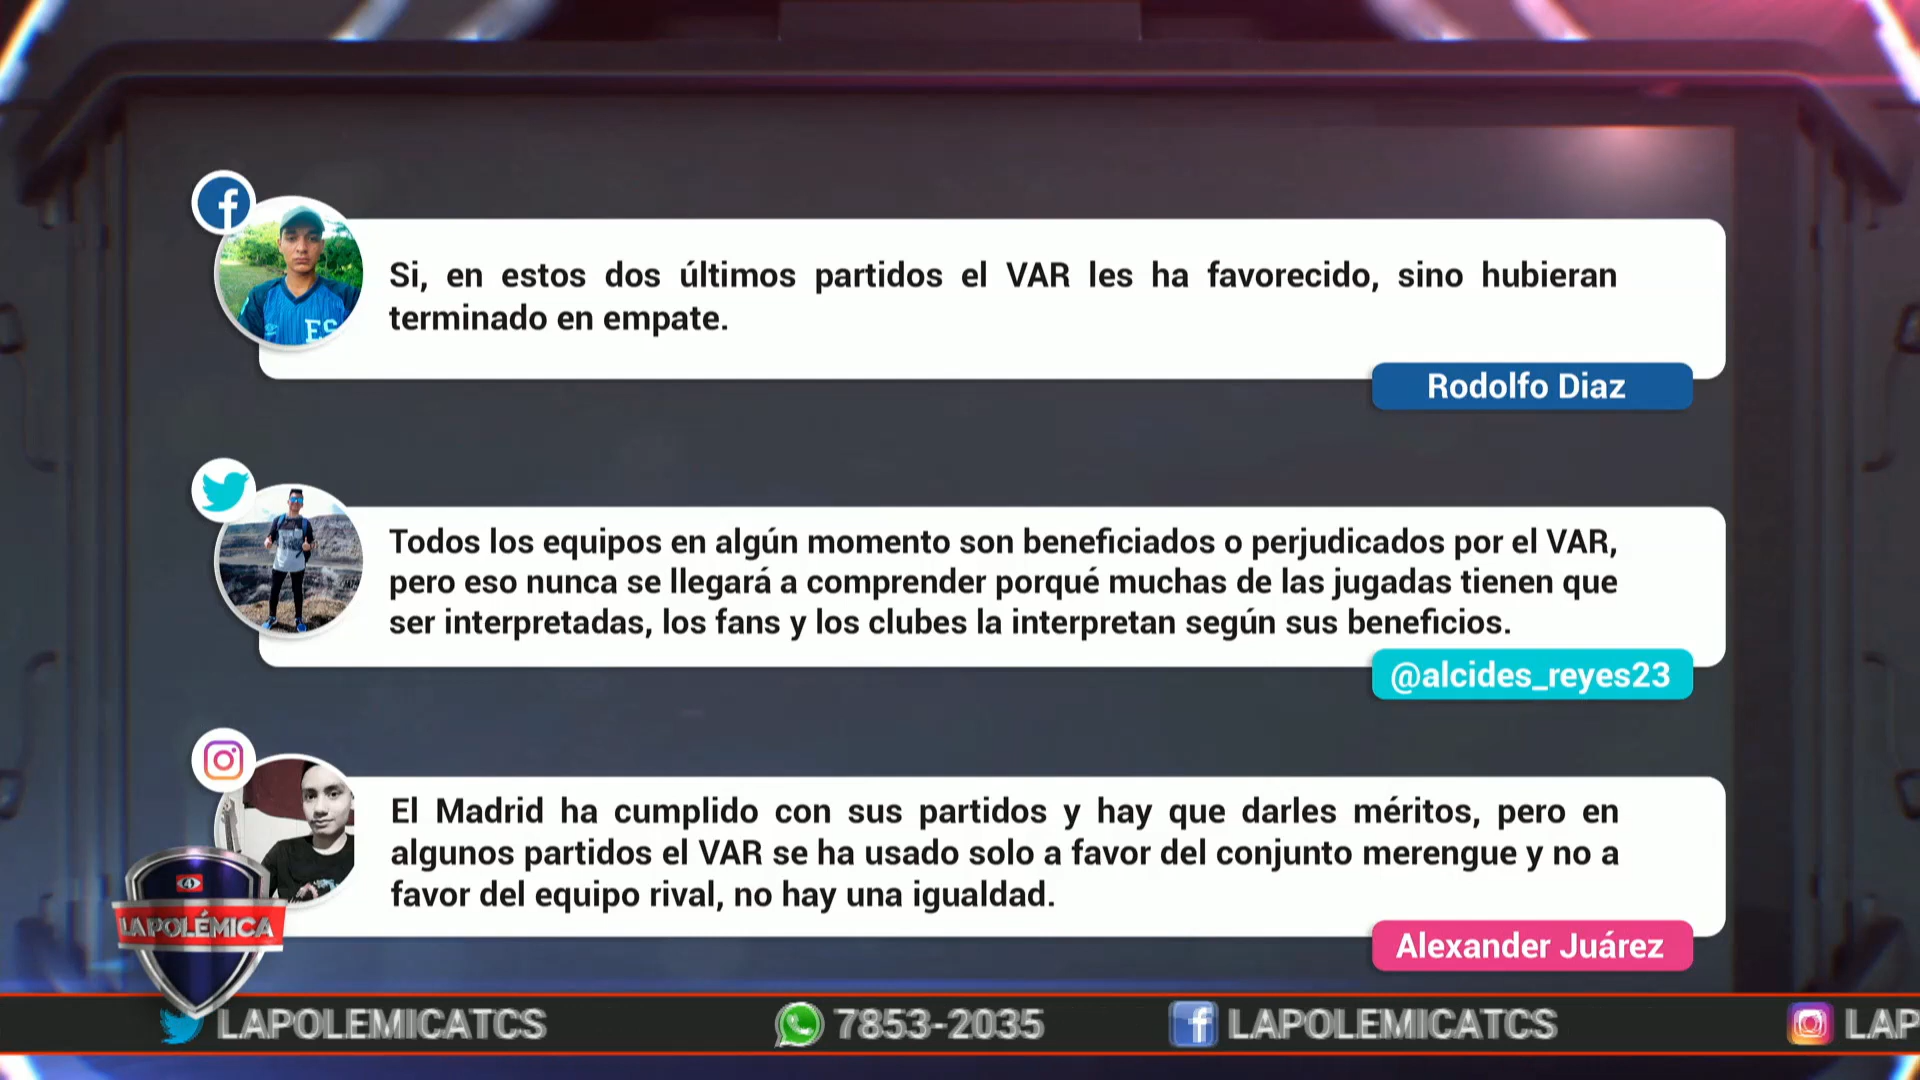 Si, en estos dos últimos partidos el VAR les ha favorecido, sino hubieran
terminado en empate.
Rodolfo Diaz
ES
Todos los equipos en algún momento son beneficiados o perjudicados por el VAR,
pero eso nunca se llegará a comprender porqué muchas de las jugadas tienen que
ser interpretadas, los fans y los clubes la interpretan según sus beneficios.
@alcides_reyes23
El Madrid ha cumplido con sus partidos y hay que darles méritos, pero en
algunos partidos el VAR se ha usado solo a favor del conjunto merengue y no a
favor del equipo rival, no hay una igualdad.
Alexander Juárez
4
LA POLÉMICA
LAPOLEMICATCS 7853-2035 LAPOLEMICATCS LAP